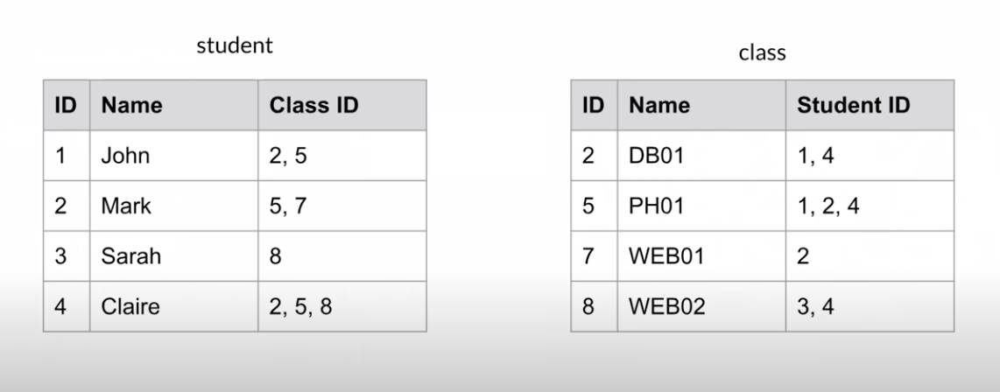 student
ID Name Class ID
1 John 2, 5
2 Mark 5, 7
3 Sarah 8
4 Claire 2, 5, 8
class
ID Name Student ID
2 DB01 1, 4
5 PH01 1, 2, 4
7 WEB01 2
8 WEB02 3, 4